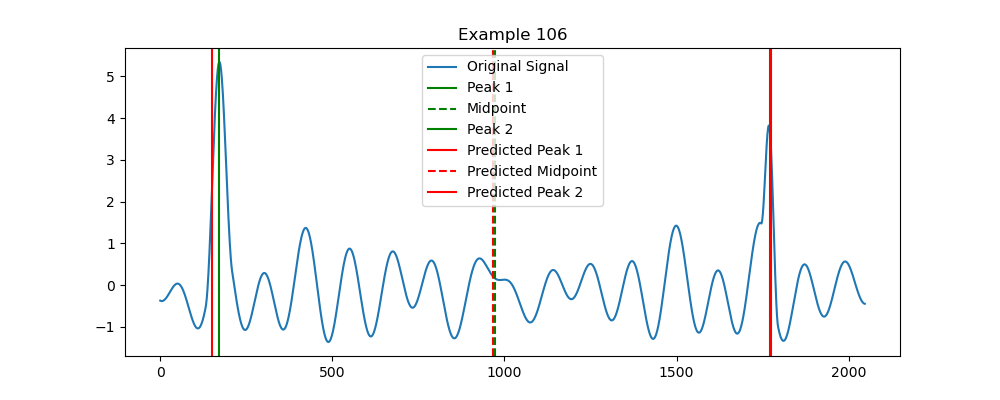 Example 106
Original Signal
Peak 1
Midpoint
Peak 2
Predicted Peak 1
Predicted Midpoint
Predicted Peak 2
5
4
3
2
1
0
−1
0 500 1000 1500 2000